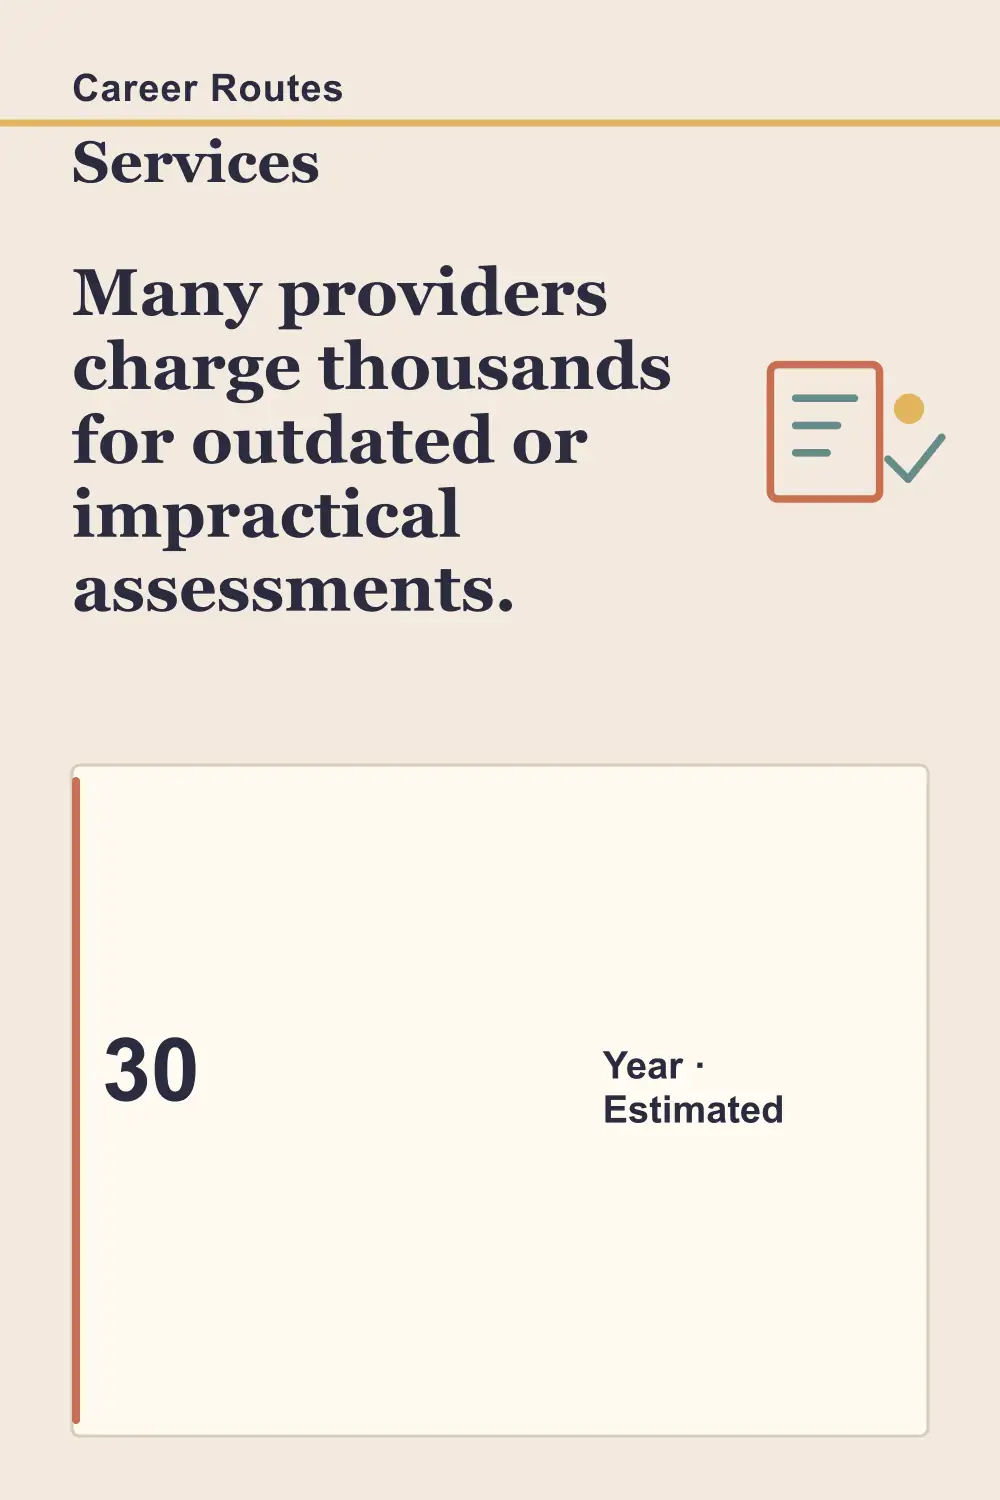 Career Routes
Services
Many providers
charge thousands
for outdated or
impractical
assessments.
30
Year ·
Estimated